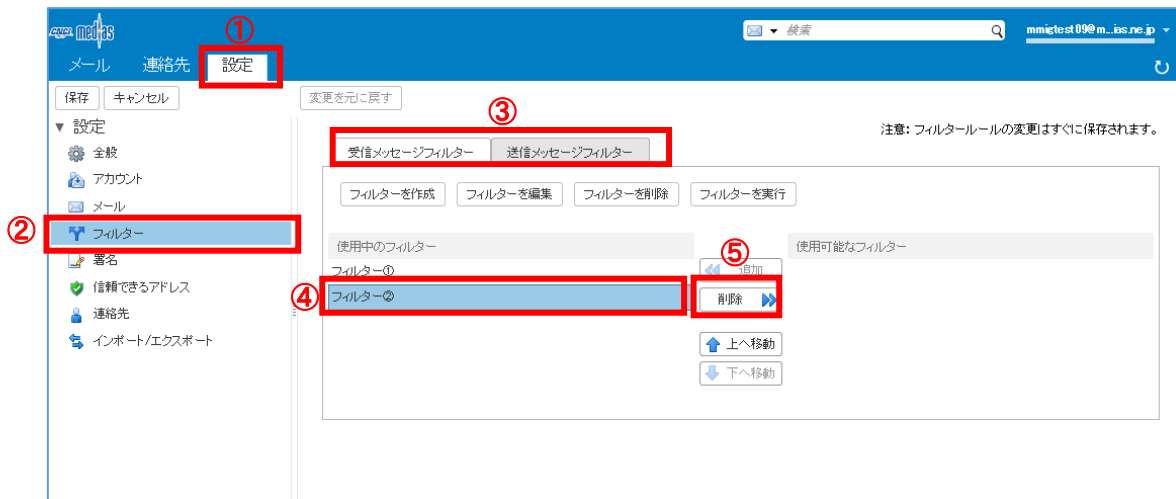 ①
CNCI medias
検索
mmigtest09@m...ias.ne.jp
メール 連絡先 設定
保存 キャンセル 変更を元に戻す
③
▼ 設定
注意: フィルタールールの変更はすぐに保存されます。
全般
受信メッセージフィルター 送信メッセージフィルター
アカウント
フィルターを作成 フィルターを編集 フィルターを削除 フィルターを実行
メール
② フィルター
使用中のフィルター
⑤
使用可能なフィルター
署名
フィルター①
追加
信頼できるアドレス
④ フィルター②
削除
連絡先
インポート/エクスポート
上へ移動
下へ移動